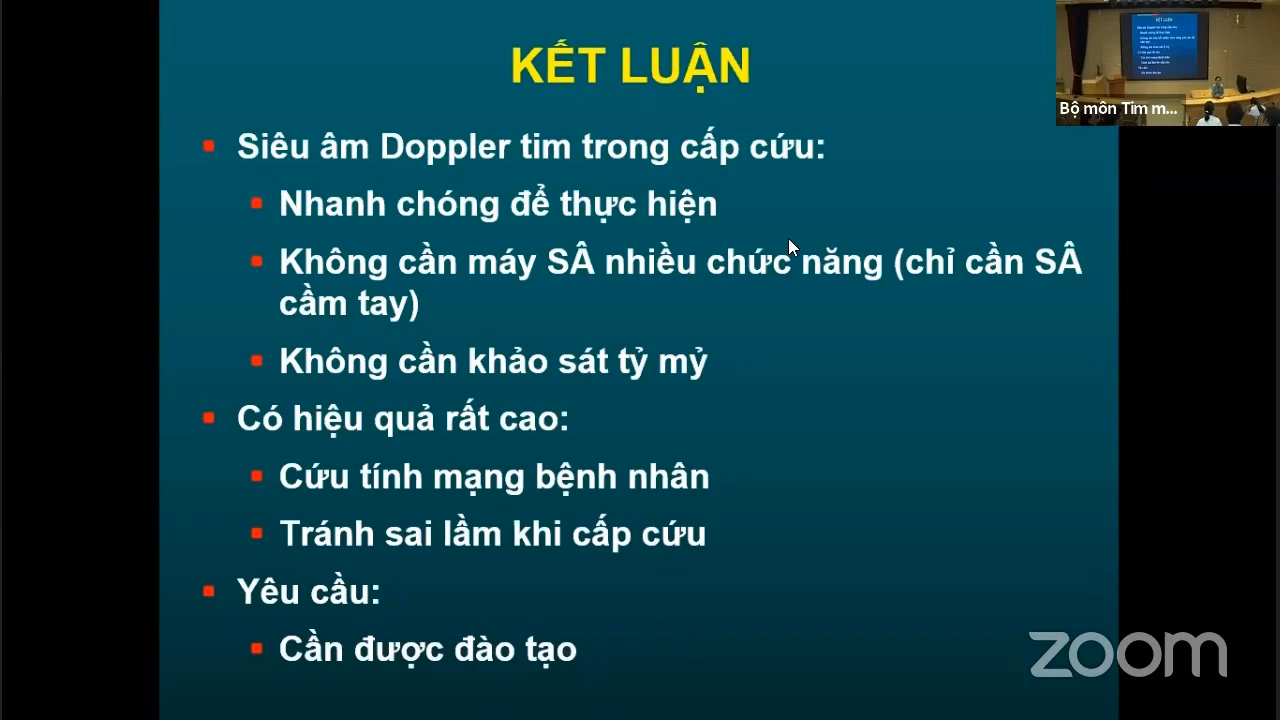 KẾT LUẬN
Siêu âm Doppler tim trong cấp cứu:
Nhanh chóng để thực hiện
Không cần máy SÂ nhiều chức năng (chỉ cần SÂ
cầm tay)
Không cần khảo sát tỷ mỷ
Có hiệu quả rất cao:
Cứu tính mạng bệnh nhân
Tránh sai lầm khi cấp cứu
Yêu cầu:
Cần được đào tạo
Bộ môn Tim m...
zoom